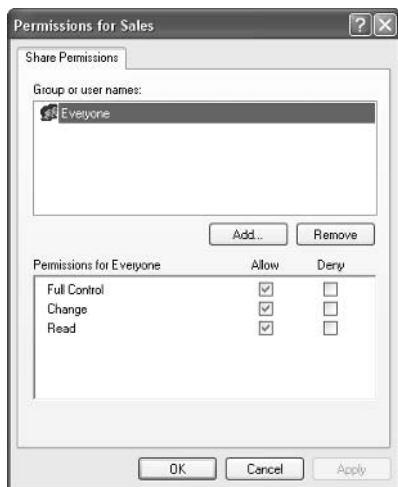 Permissions for Sales
Share Permissions
Group or user names:
Everyone
Add...
Remove
Permissions for Everyone Allow Deny
Full Control
Change
Read
OK
Cancel
Apply